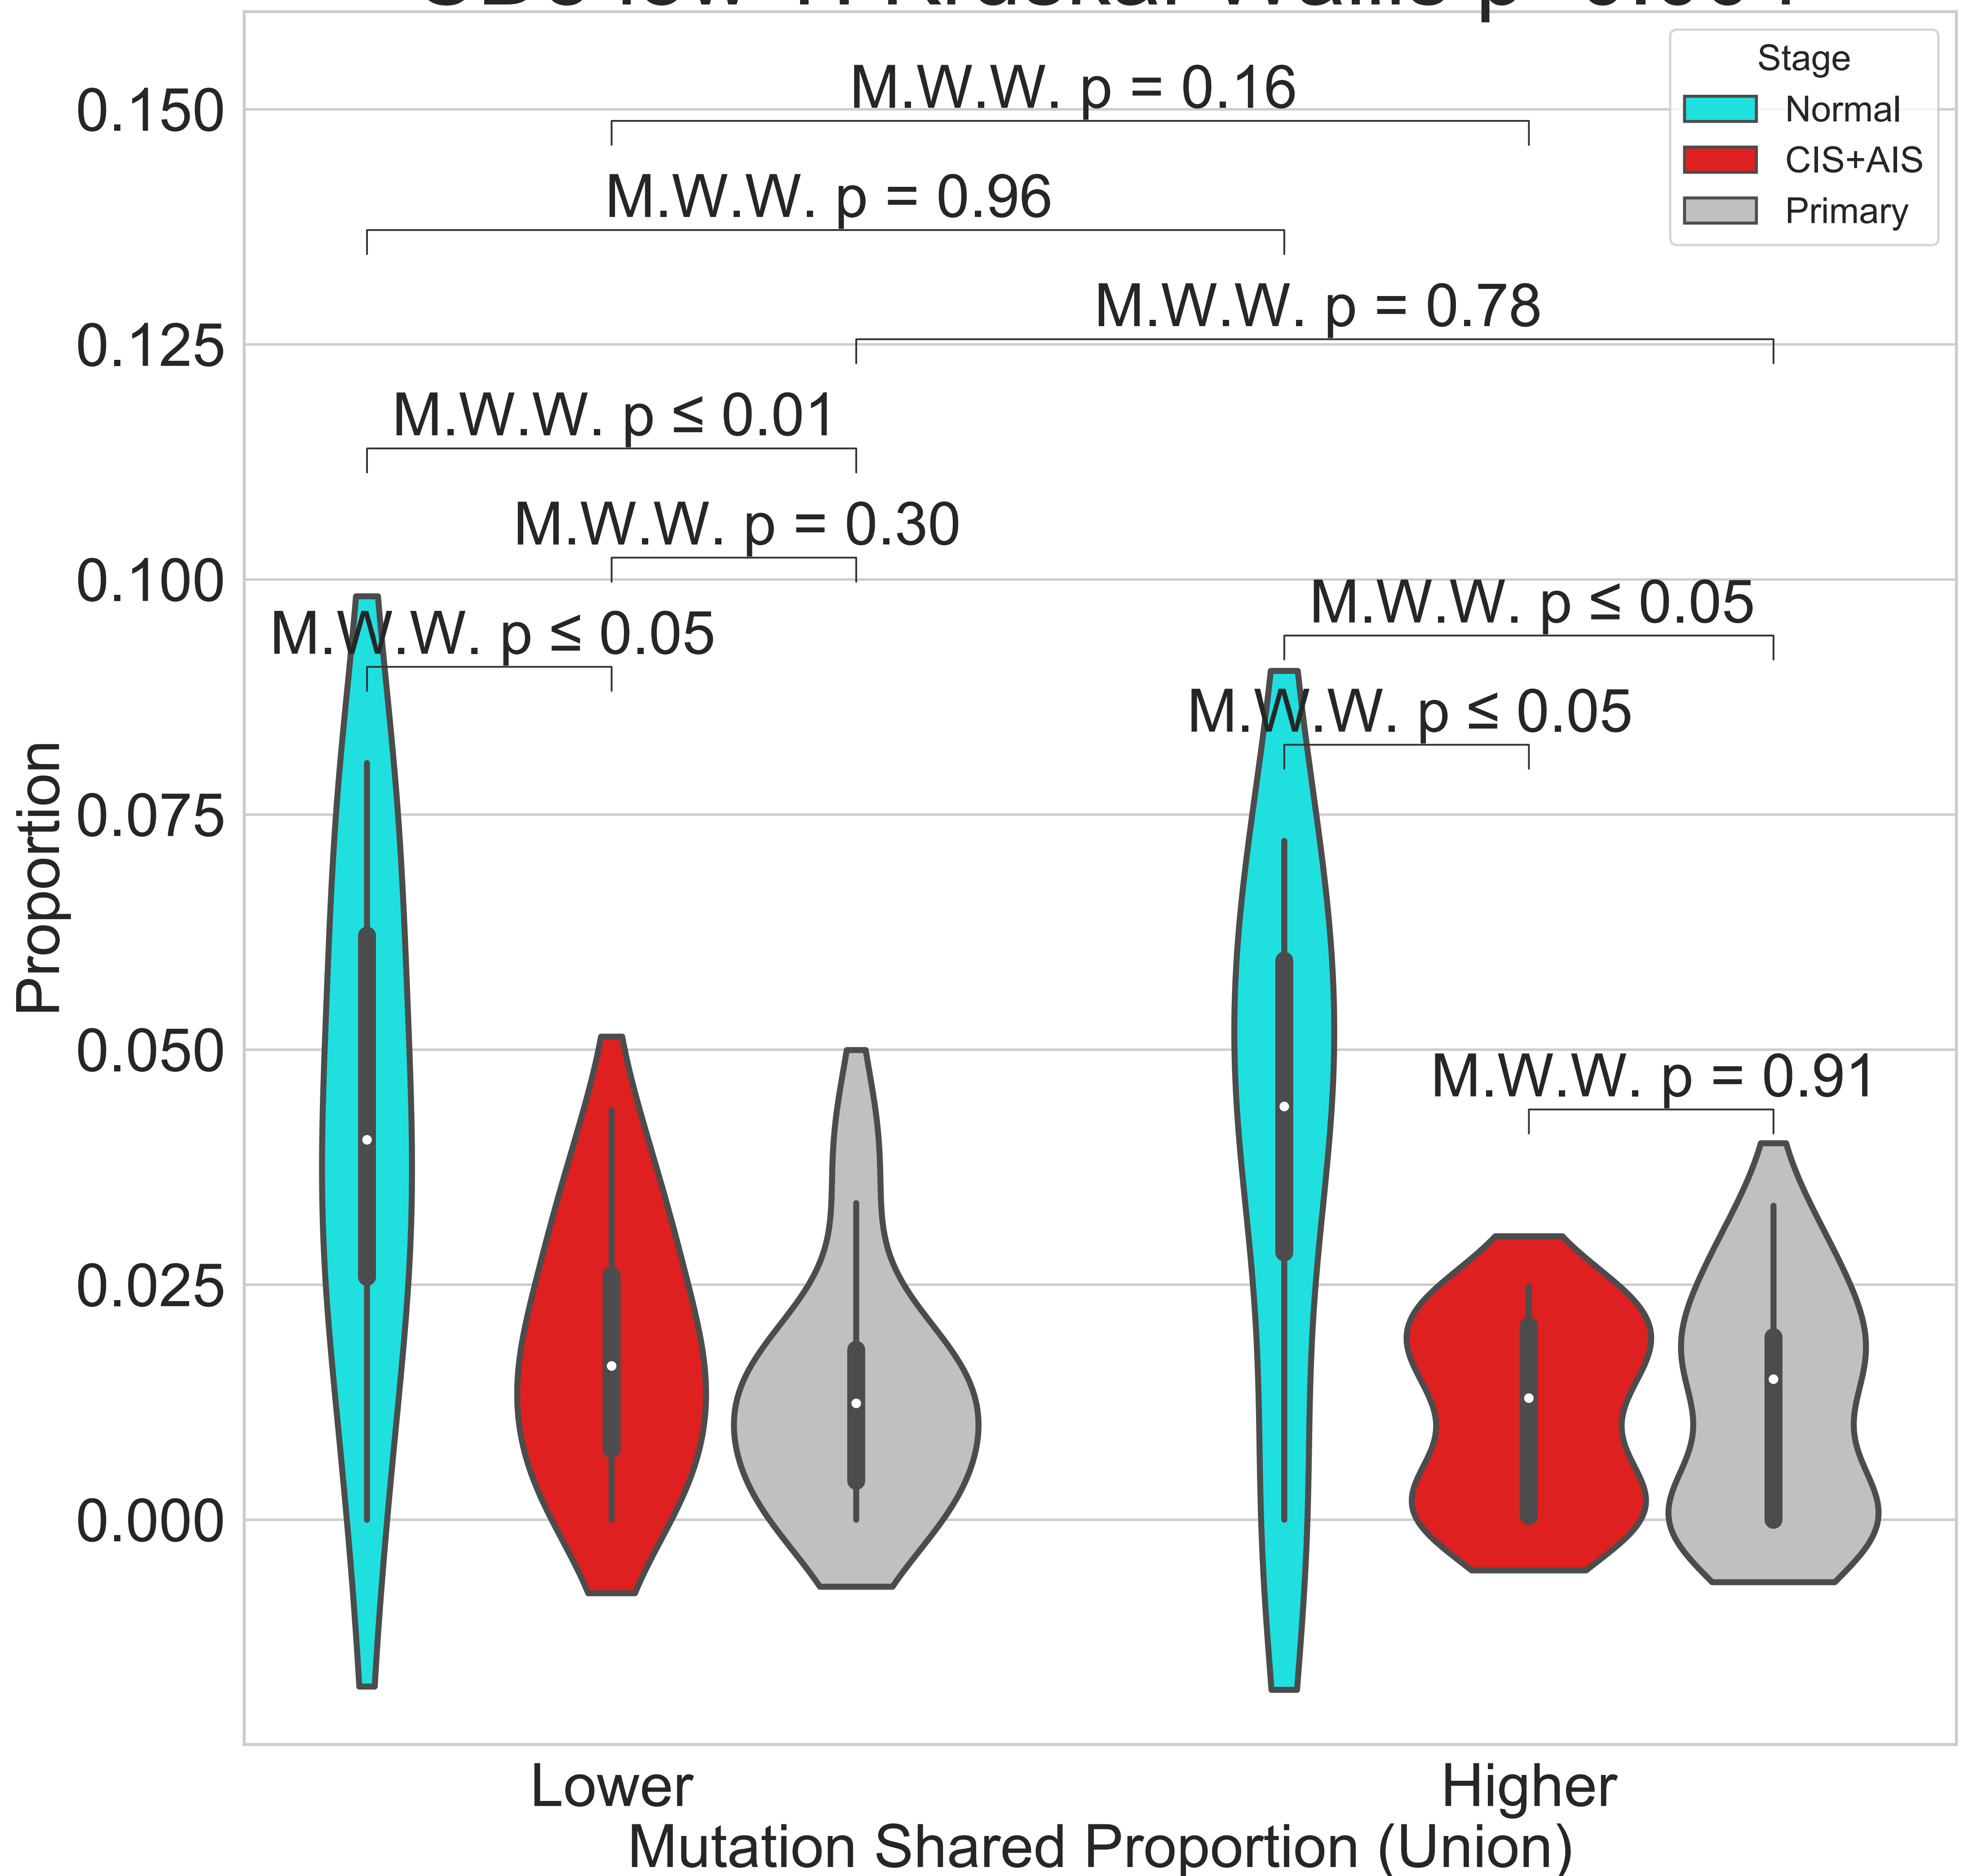 Stage
Normal
CIS+AIS
Primary
M.W.W. p = 0.16
M.W.W. p = 0.96
M.W.W. p = 0.78
M.W.W. p ≤ 0.01
M.W.W. p = 0.30
M.W.W. p ≤ 0.05
M.W.W. p ≤ 0.05
M.W.W. p ≤ 0.05
M.W.W. p = 0.91
0.150
0.125
0.100
0.075
0.050
0.025
0.000
Proportion
Lower
Higher
Mutation Shared Proportion (Union)